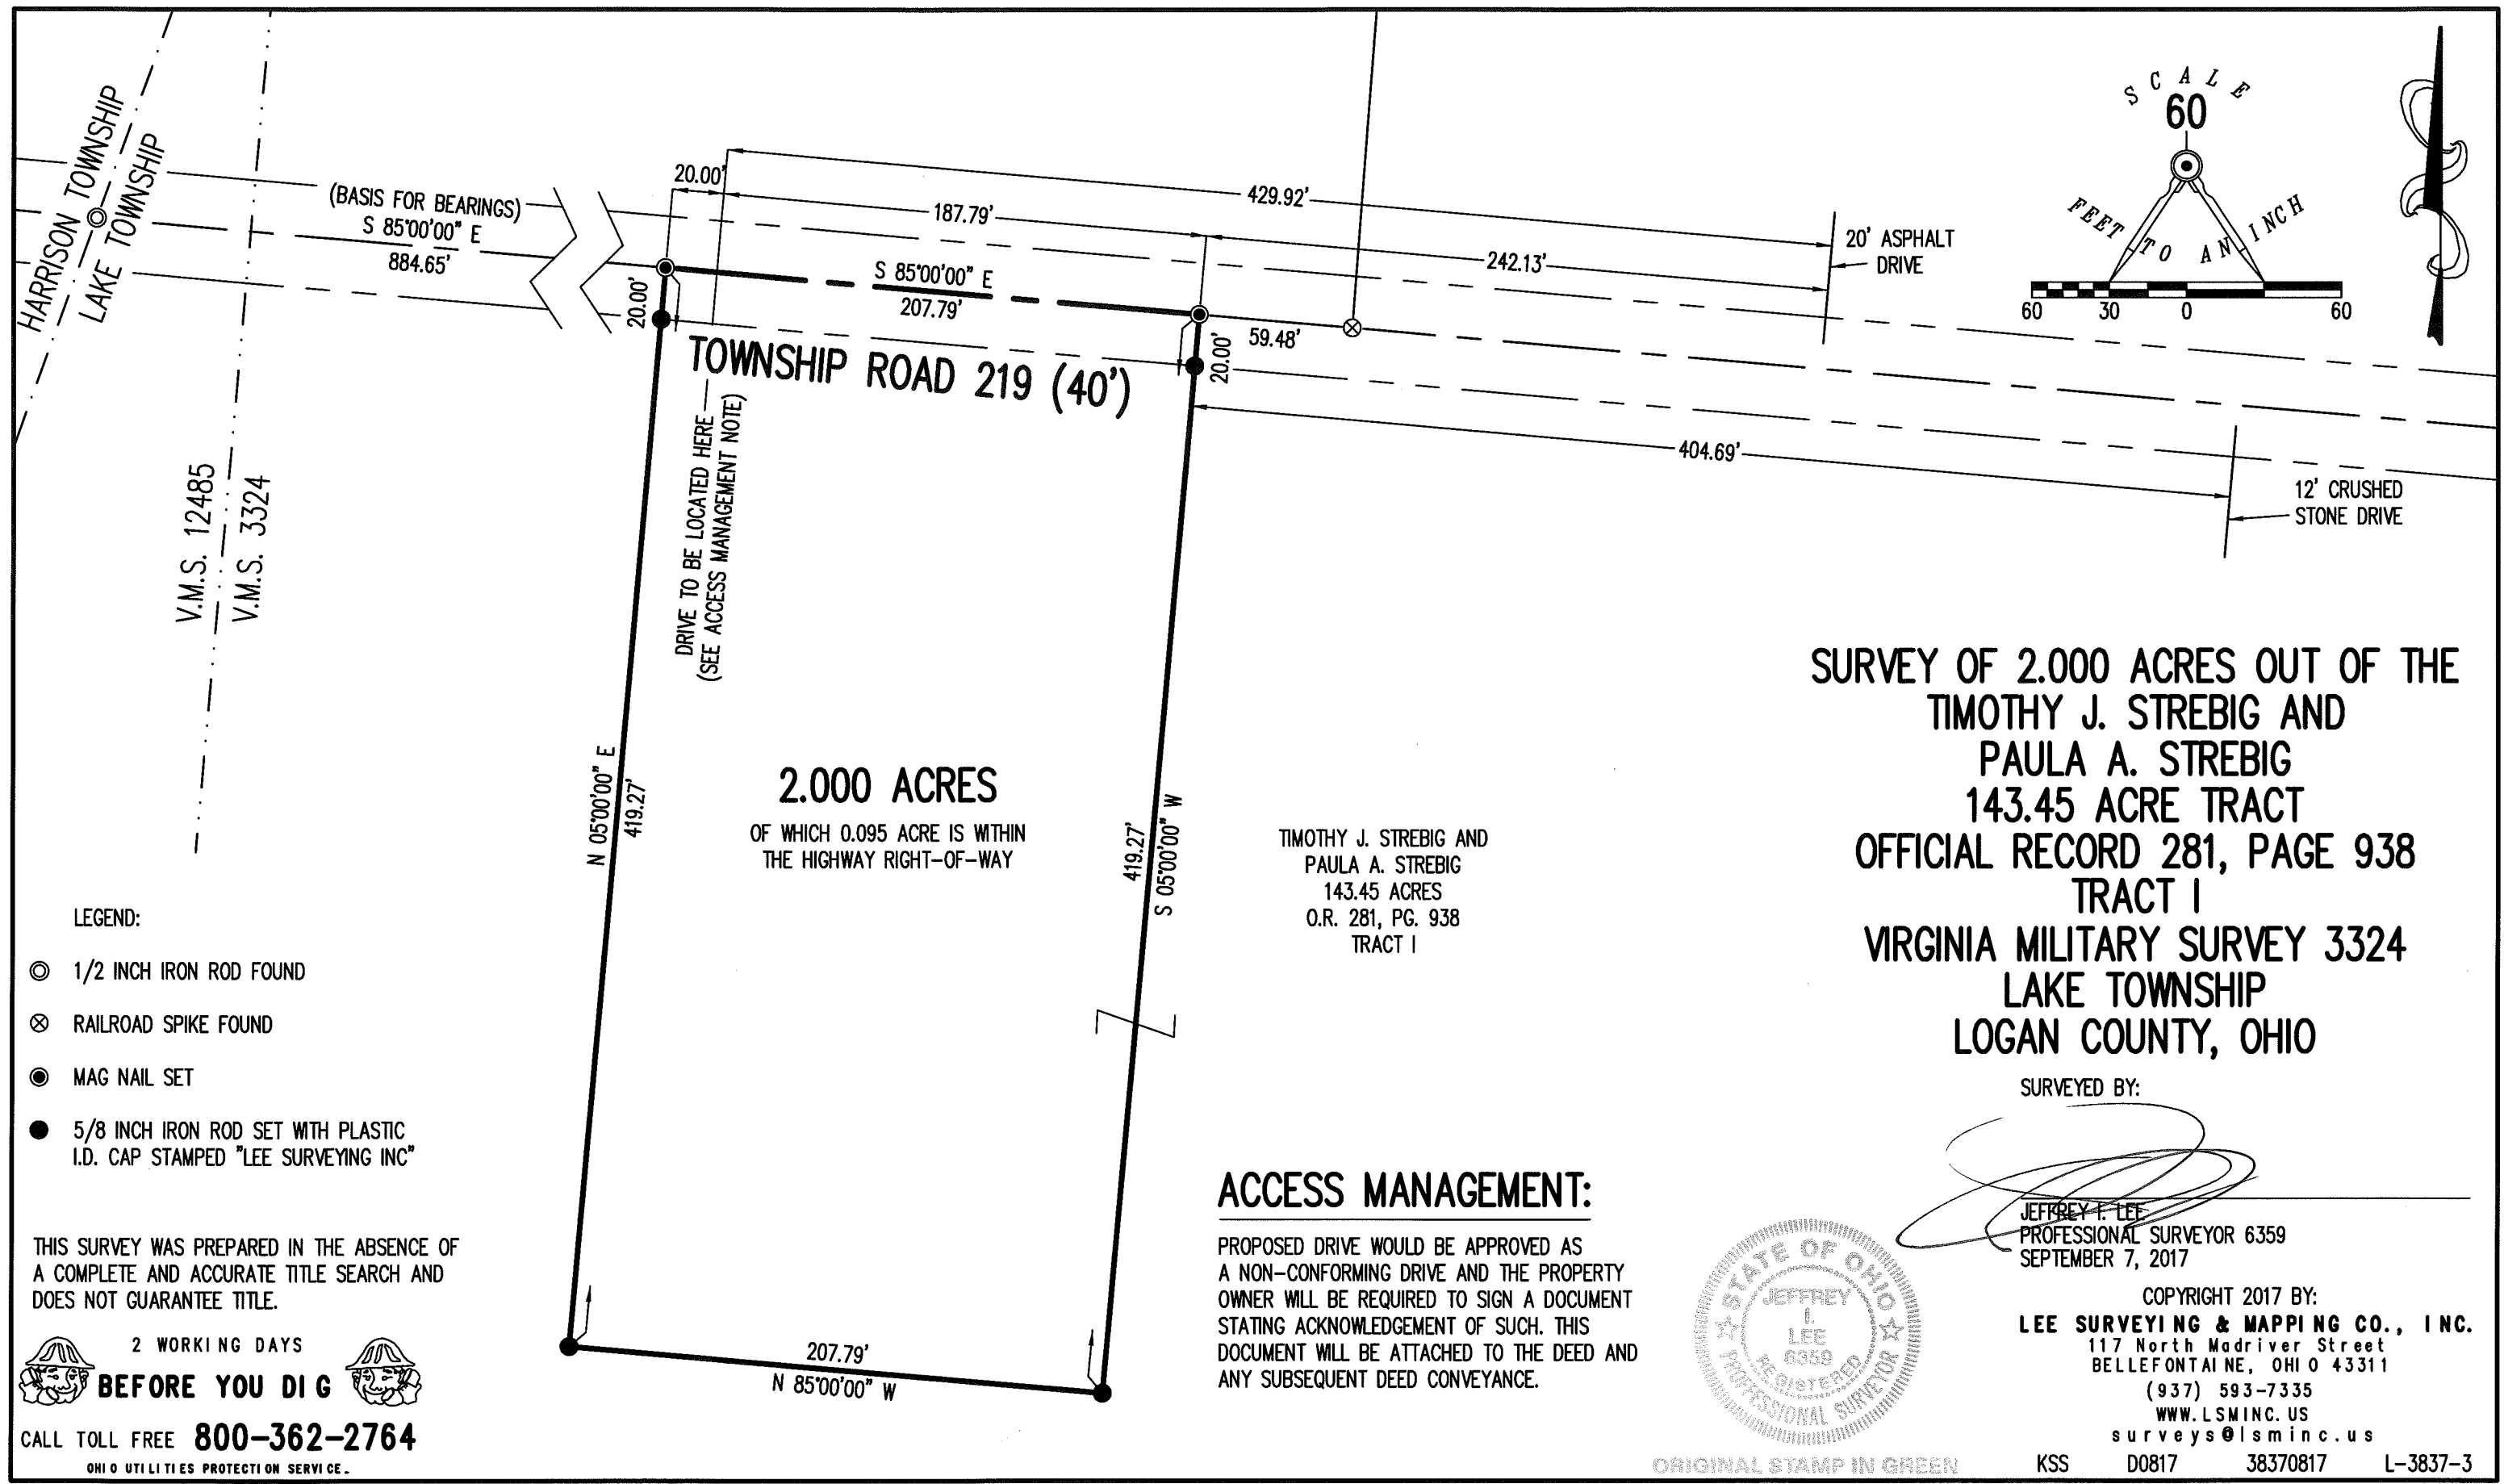 HARRISON TOWNSHIP
LAKE TOWNSHIP
(BASIS FOR BEARINGS)
S 85°00'00" E
884.65'
20.00'
187.79'
429.92'
242.13'
20' ASPHALT
DRIVE
S 85°00'00" E
207.79'
20.00'
20.00'
59.48'
TOWNSHIP ROAD 219 (40')
404.69'
12' CRUSHED
STONE DRIVE
SCALE
60
FEET TO AN INCH
60 30 0 60
V.M.S. 12485
V.M.S. 3324
DRIVE TO BE LOCATED HERE
(SEE ACCESS MANAGEMENT NOTE)
N 05°00'00" E
419.27'
2.000 ACRES
OF WHICH 0.095 ACRE IS WITHIN
THE HIGHWAY RIGHT-OF-WAY
419.27'
S 05°00'00" W
TIMOTHY J. STREBIG AND
PAULA A. STREBIG
143.45 ACRES
O.R. 281, PG. 938
TRACT I
207.79'
N 85°00'00" W
SURVEY OF 2.000 ACRES OUT OF THE
TIMOTHY J. STREBIG AND
PAULA A. STREBIG
143.45 ACRE TRACT
OFFICIAL RECORD 281, PAGE 938
TRACT I
VIRGINIA MILITARY SURVEY 3324
LAKE TOWNSHIP
LOGAN COUNTY, OHIO
LEGEND:
1/2 INCH IRON ROD FOUND
RAILROAD SPIKE FOUND
MAG NAIL SET
5/8 INCH IRON ROD SET WITH PLASTIC
I.D. CAP STAMPED "LEE SURVEYING INC"
THIS SURVEY WAS PREPARED IN THE ABSENCE OF
A COMPLETE AND ACCURATE TITLE SEARCH AND
DOES NOT GUARANTEE TITLE.
2 WORKING DAYS
BEFORE YOU DIG
CALL TOLL FREE 800-362-2764
OHIO UTILITIES PROTECTION SERVICE.
ACCESS MANAGEMENT:
PROPOSED DRIVE WOULD BE APPROVED AS
A NON-CONFORMING DRIVE AND THE PROPERTY
OWNER WILL BE REQUIRED TO SIGN A DOCUMENT
STATING ACKNOWLEDGEMENT OF SUCH. THIS
DOCUMENT WILL BE ATTACHED TO THE DEED AND
ANY SUBSEQUENT DEED CONVEYANCE.
STATE OF OHIO
JEFFREY
I.
LEE
6359
REGISTERED
PROFESSIONAL SURVEYOR
ORIGINAL STAMP IN GREEN
SURVEYED BY:
JEFFREY I. LEE
PROFESSIONAL SURVEYOR 6359
SEPTEMBER 7, 2017
COPYRIGHT 2017 BY:
LEE SURVEYING & MAPPING CO., INC.
117 North Madriver Street
BELLEFONTAINE, OHIO 43311
(937) 593-7335
WWW.LSMINC.US
surveys@lsminc.us
KSS D0817 38370817 L-3837-3